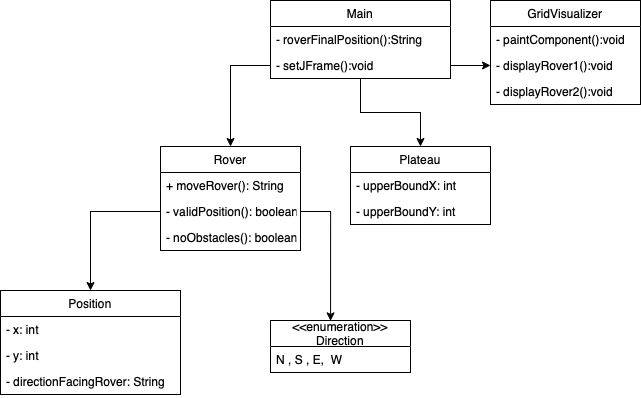 Main
- roverFinalPosition():String
- setJFrame():void
GridVisualizer
- paintComponent():void
- displayRover1():void
- displayRover2():void
Rover
+ moveRover(): String
- validPosition(): boolean
- noObstacles(): boolean
Plateau
- upperBoundX: int
- upperBoundY: int
Position
- x: int
- y: int
- directionFacingRover: String
<<enumeration>>
Direction
N , S , E, W